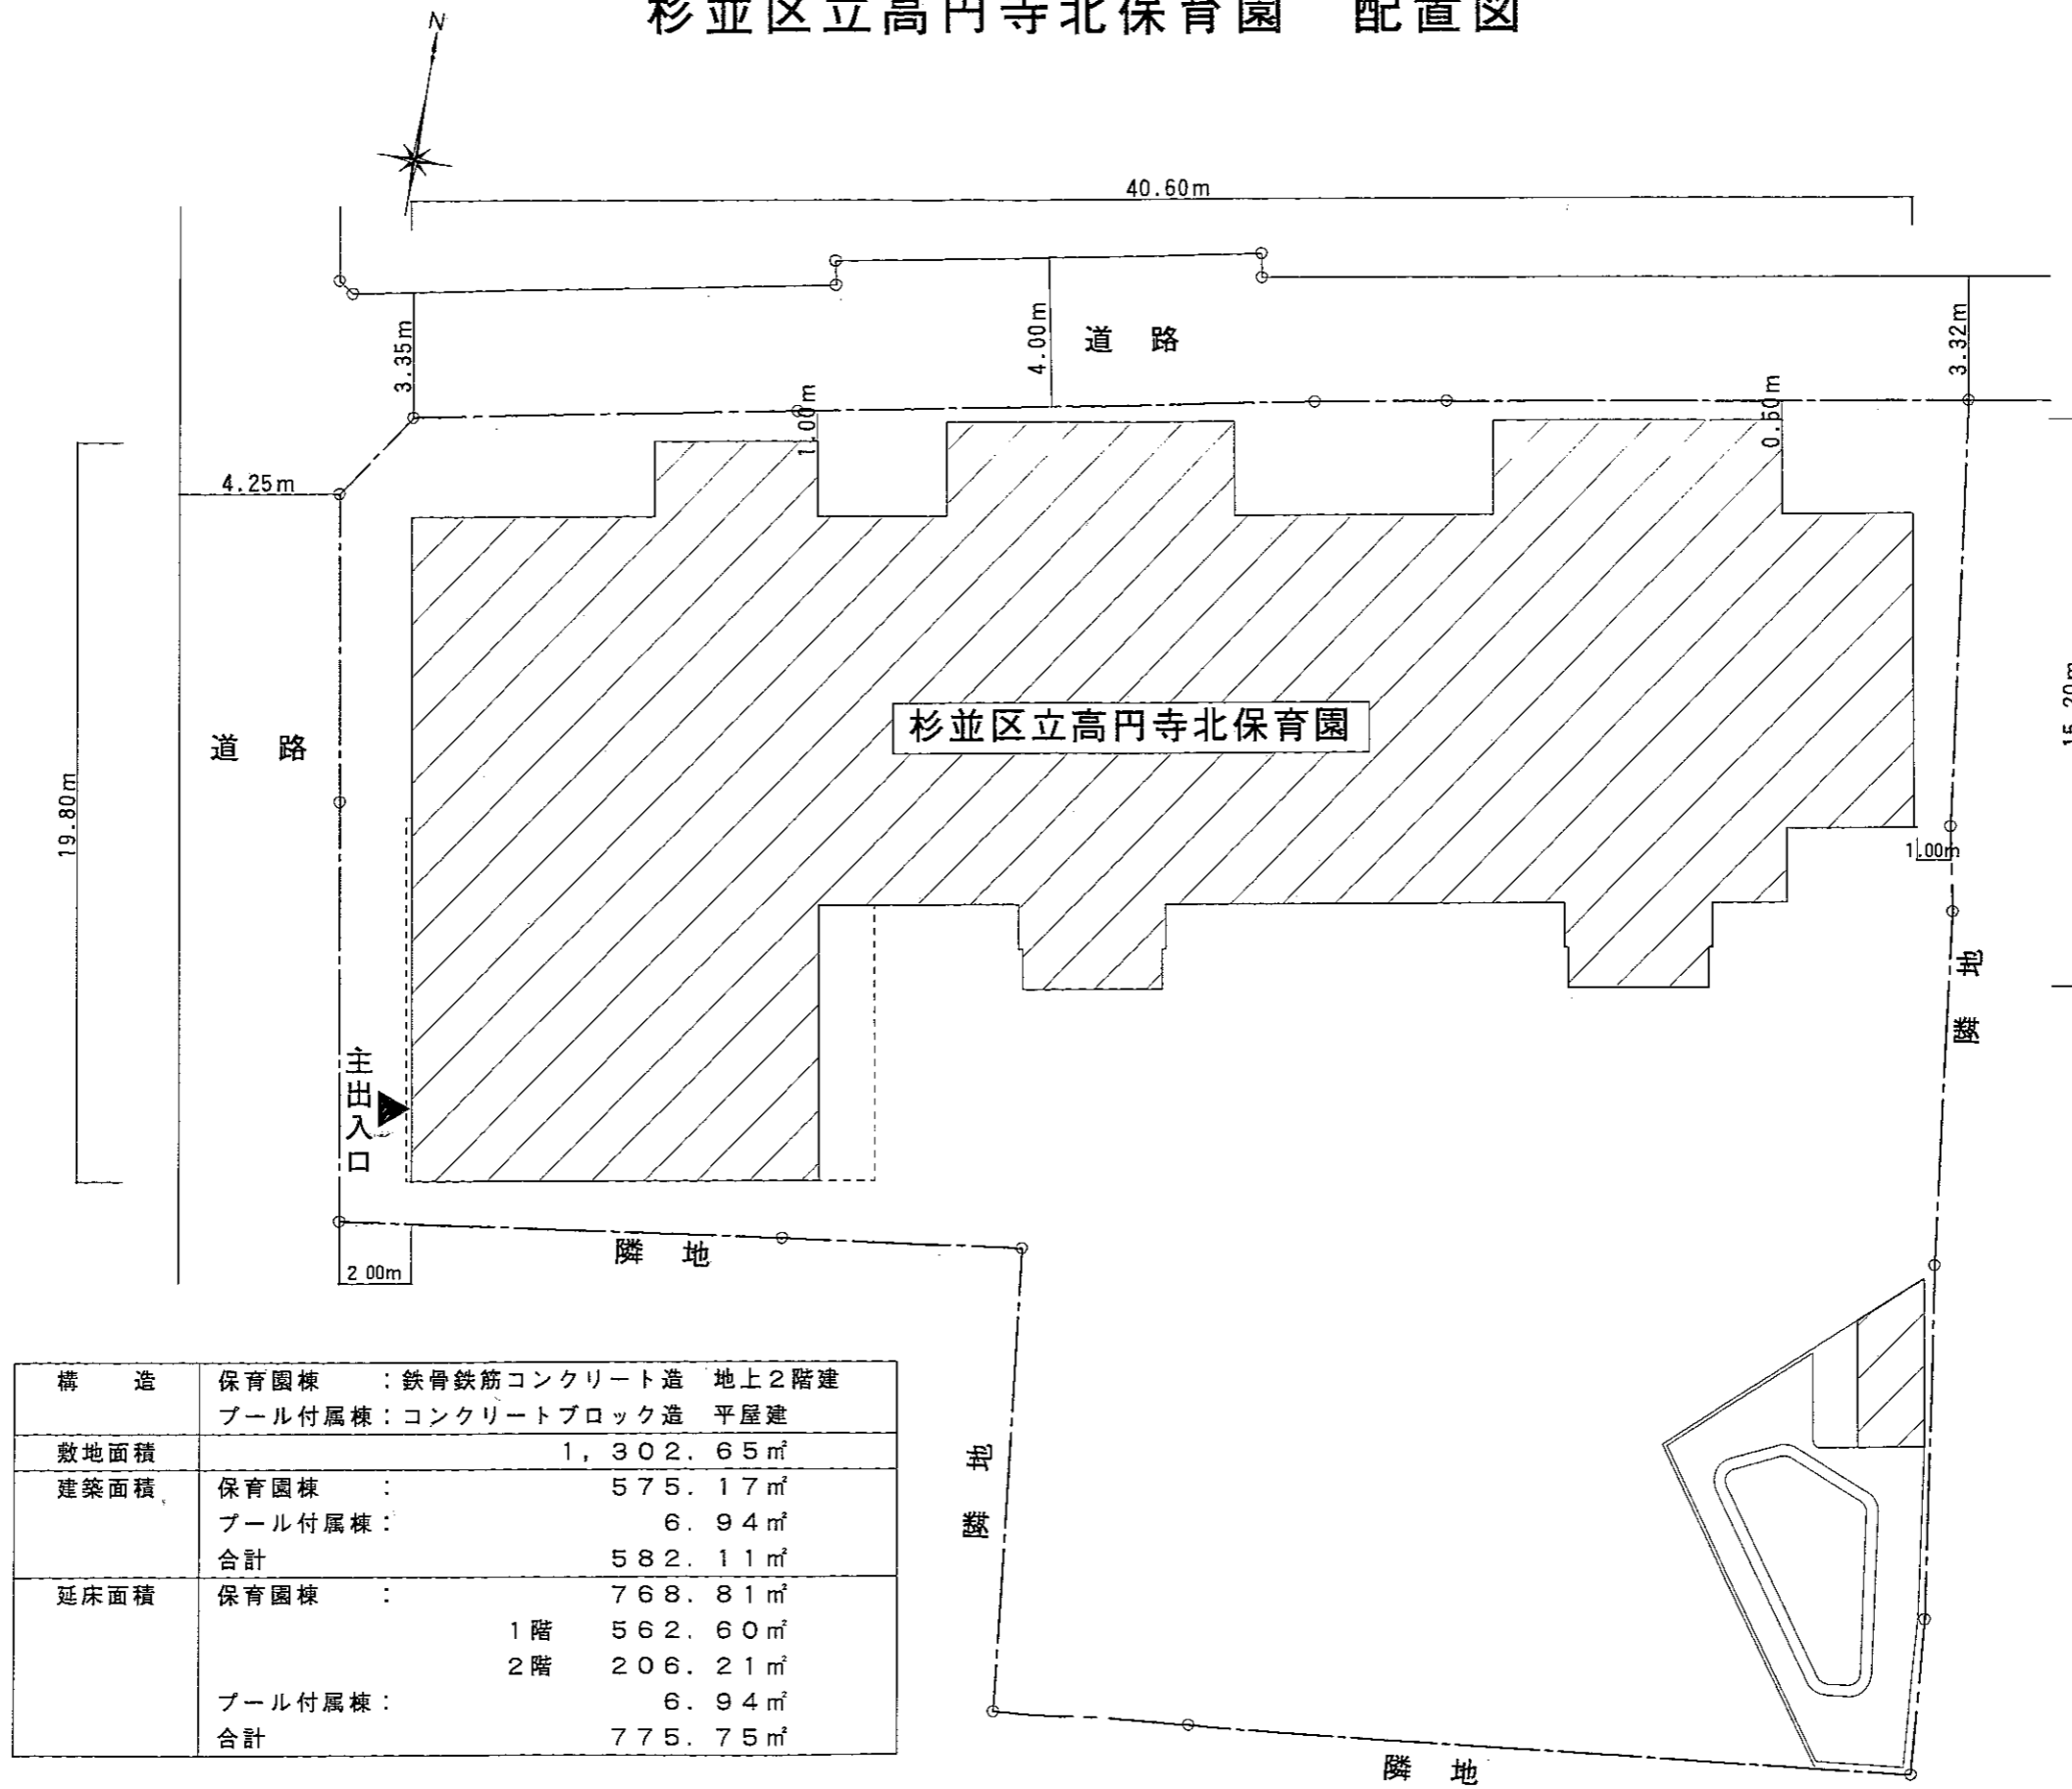 杉並区立高円寺北保育園 配置図
N
40.60m
3.35m
4.00m
道 路
3.32m
1.00m
0.60m
4.25m
杉並区立高円寺北保育園
道 路
19.80m
15.20m
1.00m
隣 地
主出入口
隣 地
2 00m
隣 地
隣 地
構 造 保育園棟 :鉄骨鉄筋コンクリート造 地上2階建
プール付属棟:コンクリートブロック造 平屋建
敷地面積 1,302.65㎡
建築面積 保育園棟 : 575.17㎡
プール付属棟: 6.94㎡
合計 582.11㎡
延床面積 保育園棟 : 768.81㎡
1階 562.60㎡
2階 206.21㎡
プール付属棟: 6.94㎡
合計 775.75㎡